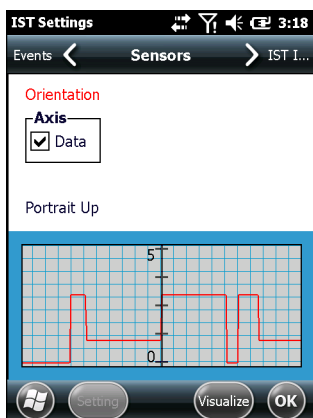 IST Settings 3:18
Events Sensors IST I...
Orientation
Axis
Data
Portrait Up
5
0
Setting Visualize OK